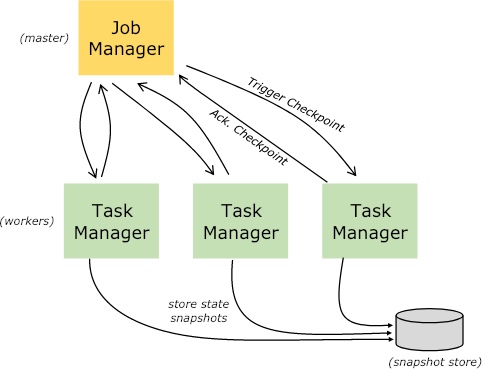 (master)
Job
Manager
Trigger Checkpoint
Ack. Checkpoint
(workers)
Task
Manager
Task
Manager
Task
Manager
store state
snapshots
(snapshot store)